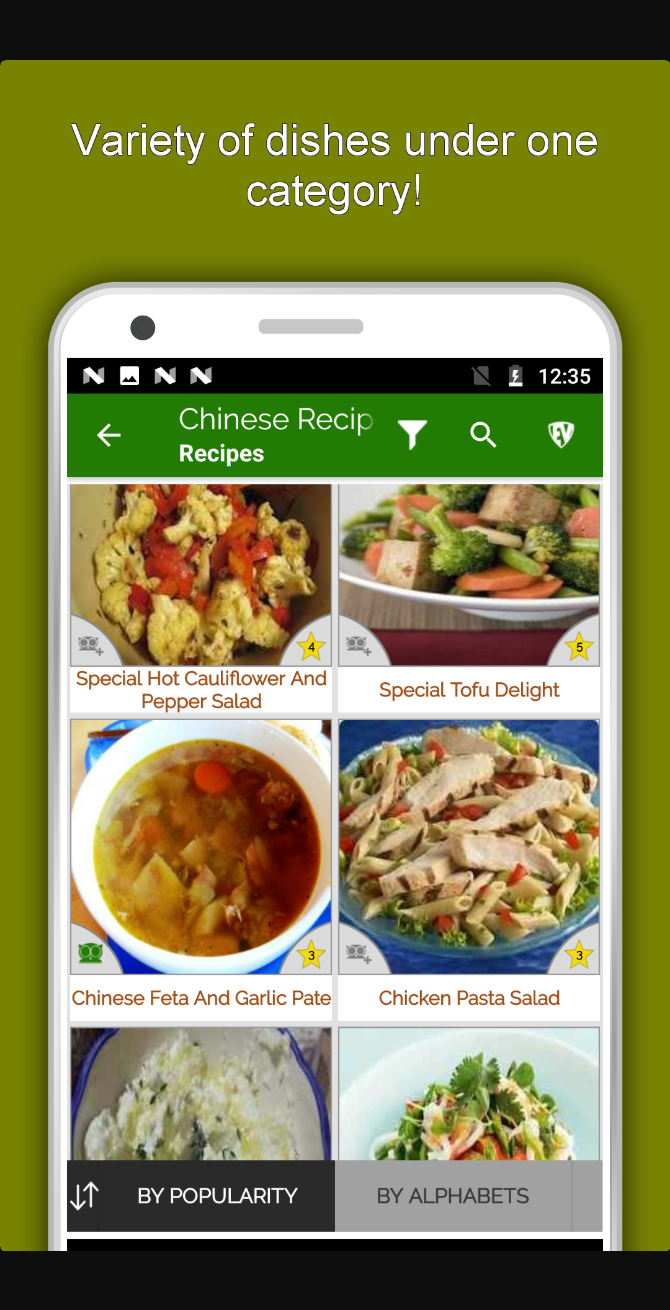 Variety of dishes under one
category!
12:35
Chinese Recip
Recipes
EV
4
5
Special Hot Cauliflower And
Pepper Salad
Special Tofu Delight
3
3
Chinese Feta And Garlic Pate
Chicken Pasta Salad
BY POPULARITY
BY ALPHABETS